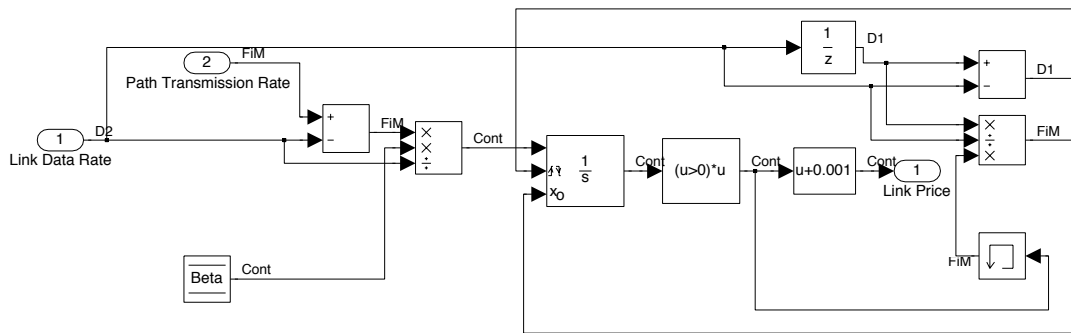 FiM
2
Path Transmission Rate
1
D2
Link Data Rate
+
−
FiM
×
×
÷
Cont
Beta
Cont
1
s
x₀
Cont
(u>0)*u
Cont
u+0.001
Cont
1
Link Price
1
z
D1
+
−
D1
×
÷
×
FiM
FiM